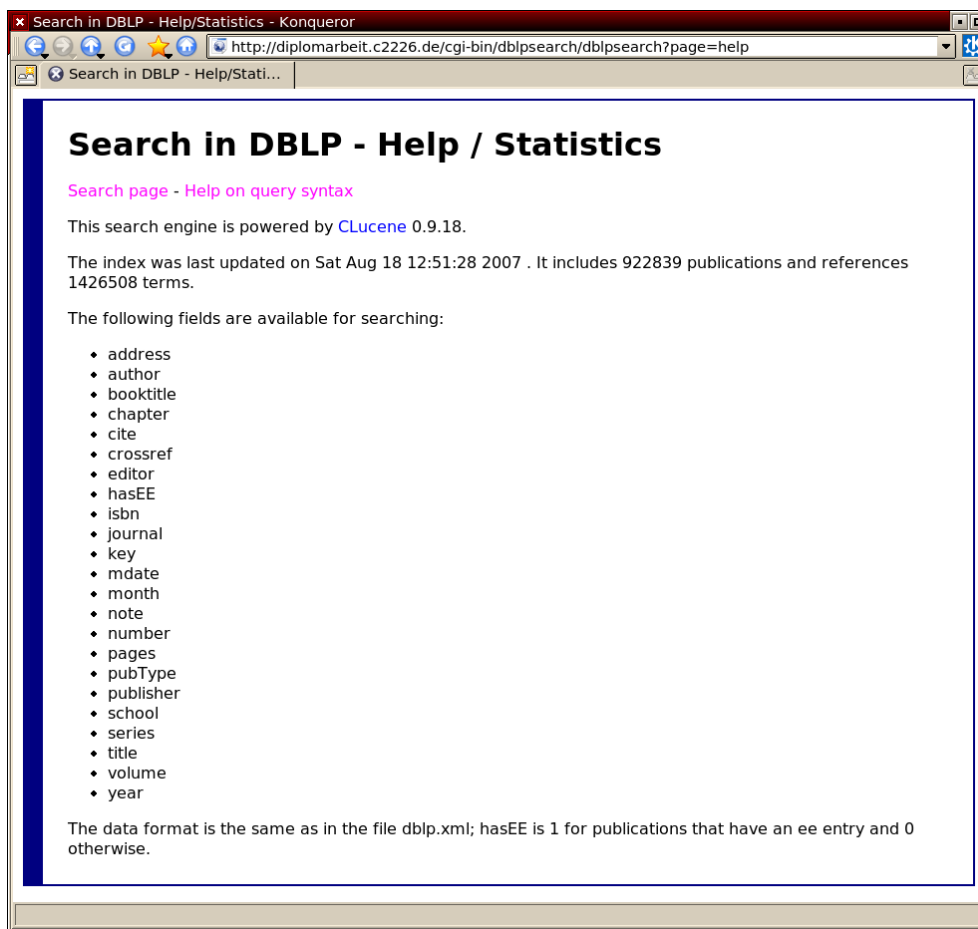 Search in DBLP - Help/Statistics - Konqueror
http://diplomarbeit.c2226.de/cgi-bin/dblpsearch/dblpsearch?page=help
Search in DBLP - Help/Stati...
Search in DBLP - Help / Statistics
Search page - Help on query syntax
This search engine is powered by CLucene 0.9.18.
The index was last updated on Sat Aug 18 12:51:28 2007 . It includes 922839 publications and references
1426508 terms.
The following fields are available for searching:
address
author
booktitle
chapter
cite
crossref
editor
hasEE
isbn
journal
key
mdate
month
note
number
pages
pubType
publisher
school
series
title
volume
year
The data format is the same as in the file dblp.xml; hasEE is 1 for publications that have an ee entry and 0
otherwise.